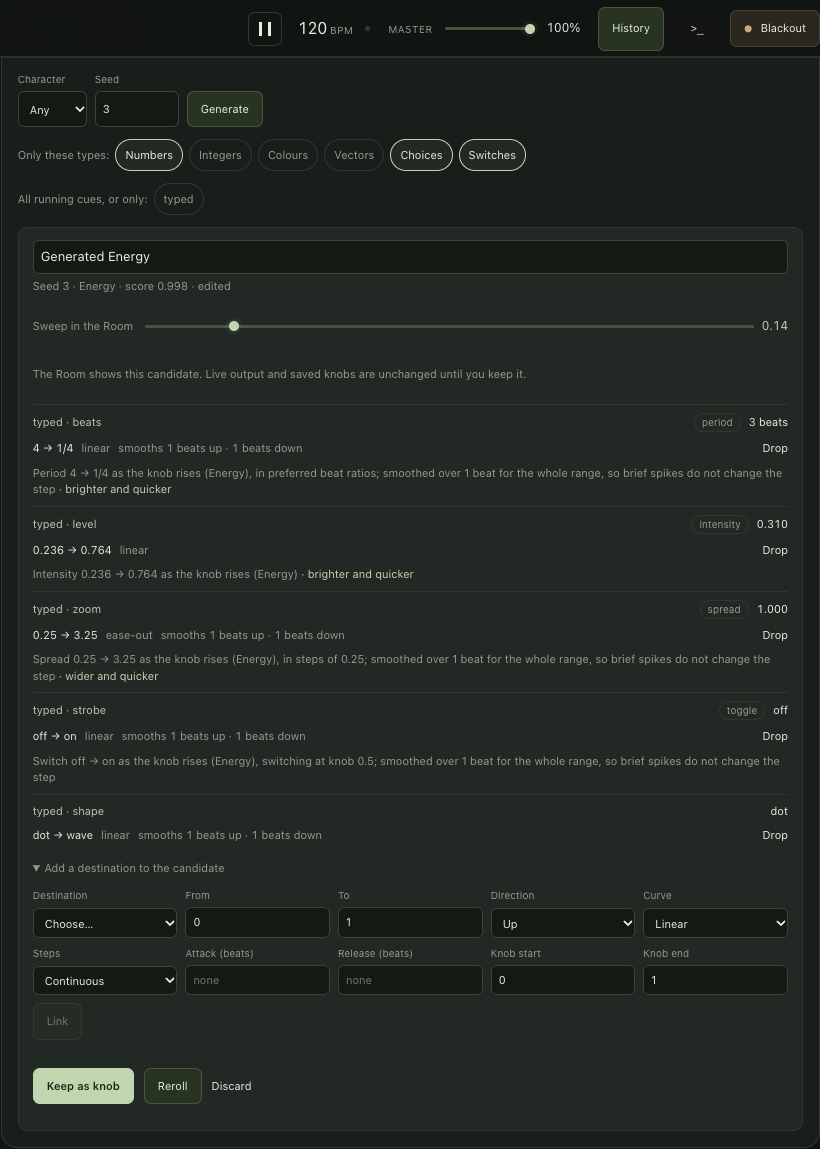 120 BPM MASTER 100% History >_ Blackout
Character Seed
Any 3 Generate
Only these types: Numbers Integers Colours Vectors Choices Switches
All running cues, or only: typed
Generated Energy
Seed 3 · Energy · score 0.998 · edited
Sweep in the Room 0.14
The Room shows this candidate. Live output and saved knobs are unchanged until you keep it.
typed · beats period 3 beats
4 → 1/4 linear smooths 1 beats up · 1 beats down Drop
Period 4 → 1/4 as the knob rises (Energy), in preferred beat ratios; smoothed over 1 beat for the whole range, so brief spikes do not change the
step · brighter and quicker
typed · level intensity 0.310
0.236 → 0.764 linear Drop
Intensity 0.236 → 0.764 as the knob rises (Energy) · brighter and quicker
typed · zoom spread 1.000
0.25 → 3.25 ease-out smooths 1 beats up · 1 beats down Drop
Spread 0.25 → 3.25 as the knob rises (Energy), in steps of 0.25; smoothed over 1 beat for the whole range, so brief spikes do not change the
step · wider and quicker
typed · strobe toggle off
off → on linear smooths 1 beats up · 1 beats down Drop
Switch off → on as the knob rises (Energy), switching at knob 0.5; smoothed over 1 beat for the whole range, so brief spikes do not change the
step
typed · shape dot
dot → wave linear smooths 1 beats up · 1 beats down Drop
▼ Add a destination to the candidate
Destination From To Direction Curve
Choose... 0 1 Up Linear
Steps Attack (beats) Release (beats) Knob start Knob end
Continuous none none 0 1
Link
Keep as knob Reroll Discard